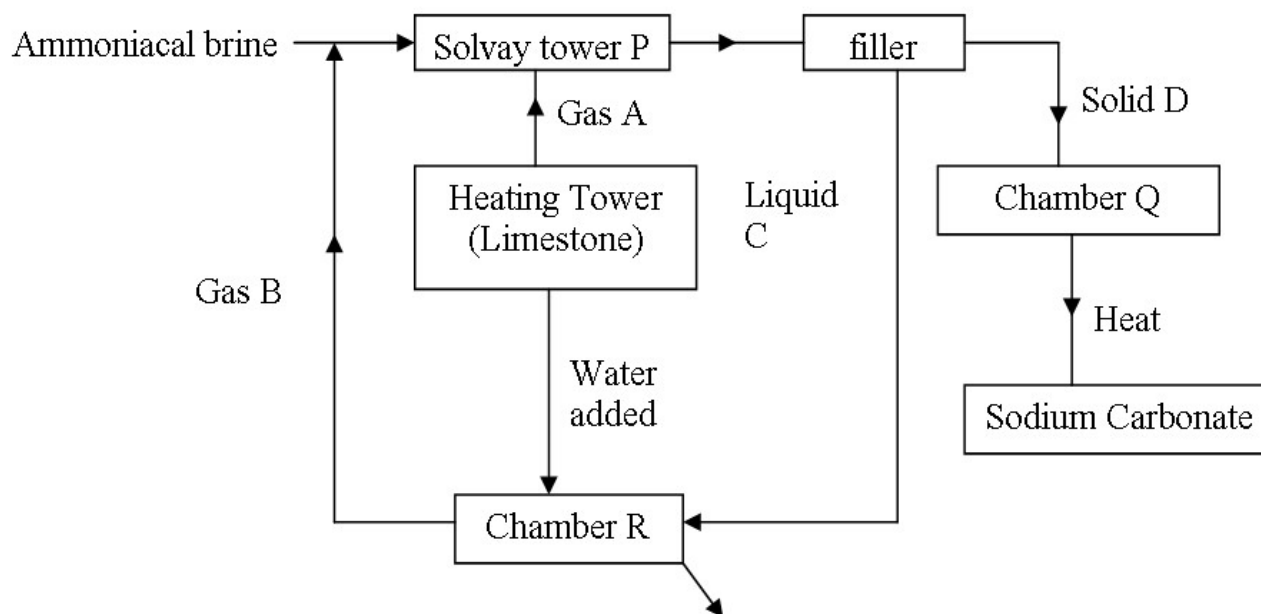 Ammoniacal brine
Solvay tower P
filler
Gas A
Solid D
Heating Tower
(Limestone)
Liquid
C
Chamber Q
Gas B
Heat
Water
added
Sodium Carbonate
Chamber R